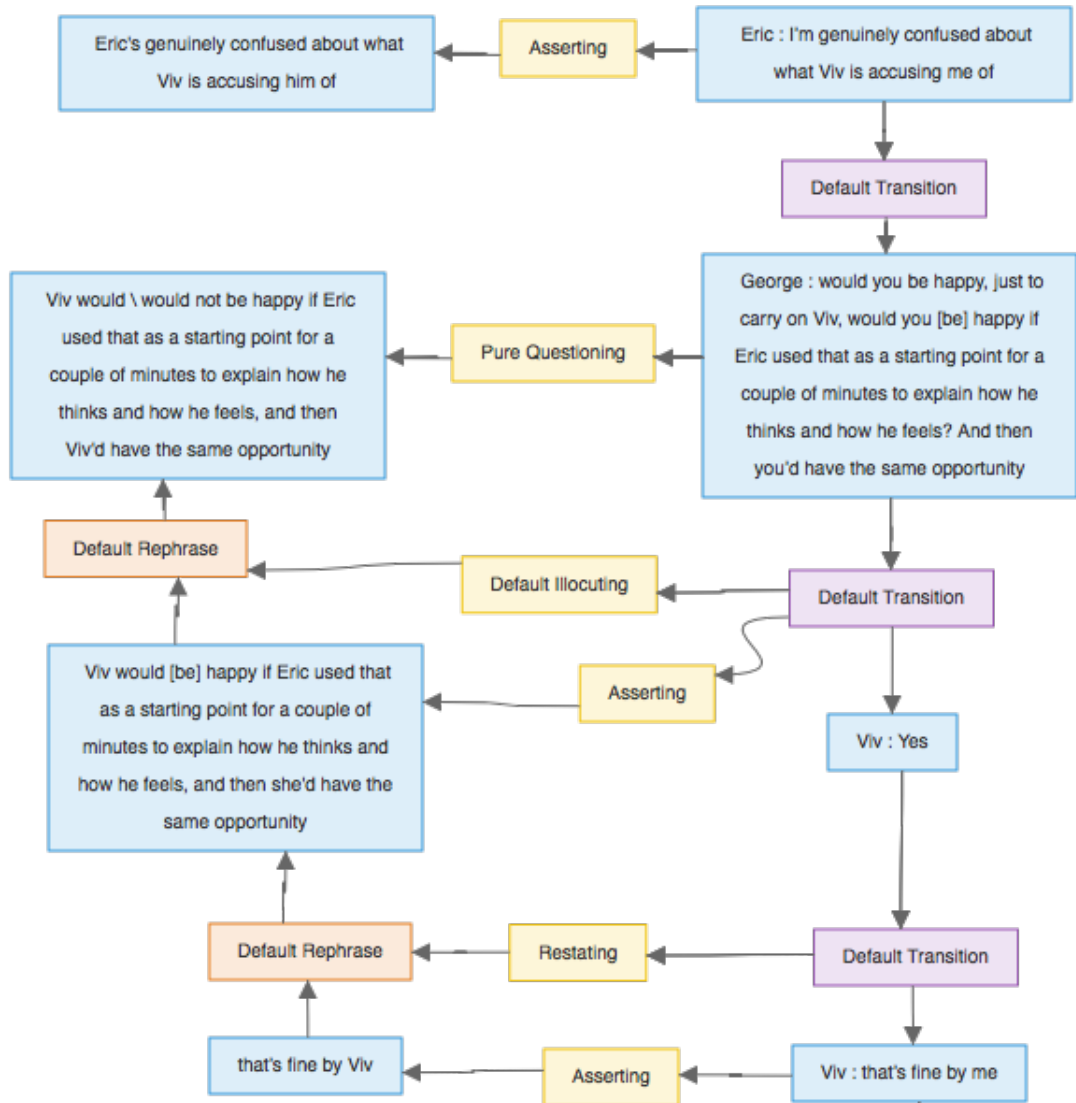 Eric's genuinely confused about what
Viv is accusing him of
Asserting
Eric : I'm genuinely confused about
what Viv is accusing me of
Default Transition
Viv would \ would not be happy if Eric
used that as a starting point for a
couple of minutes to explain how he
thinks and how he feels, and then
Viv'd have the same opportunity
Pure Questioning
George : would you be happy, just to
carry on Viv, would you [be] happy if
Eric used that as a starting point for a
couple of minutes to explain how he
thinks and how he feels? And then
you'd have the same opportunity
Default Rephrase
Default Illocuting
Default Transition
Viv would [be] happy if Eric used that
as a starting point for a couple of
minutes to explain how he thinks and
how he feels, and then she'd have the
same opportunity
Asserting
Viv : Yes
Default Rephrase
Restating
Default Transition
that's fine by Viv
Asserting
Viv : that's fine by me